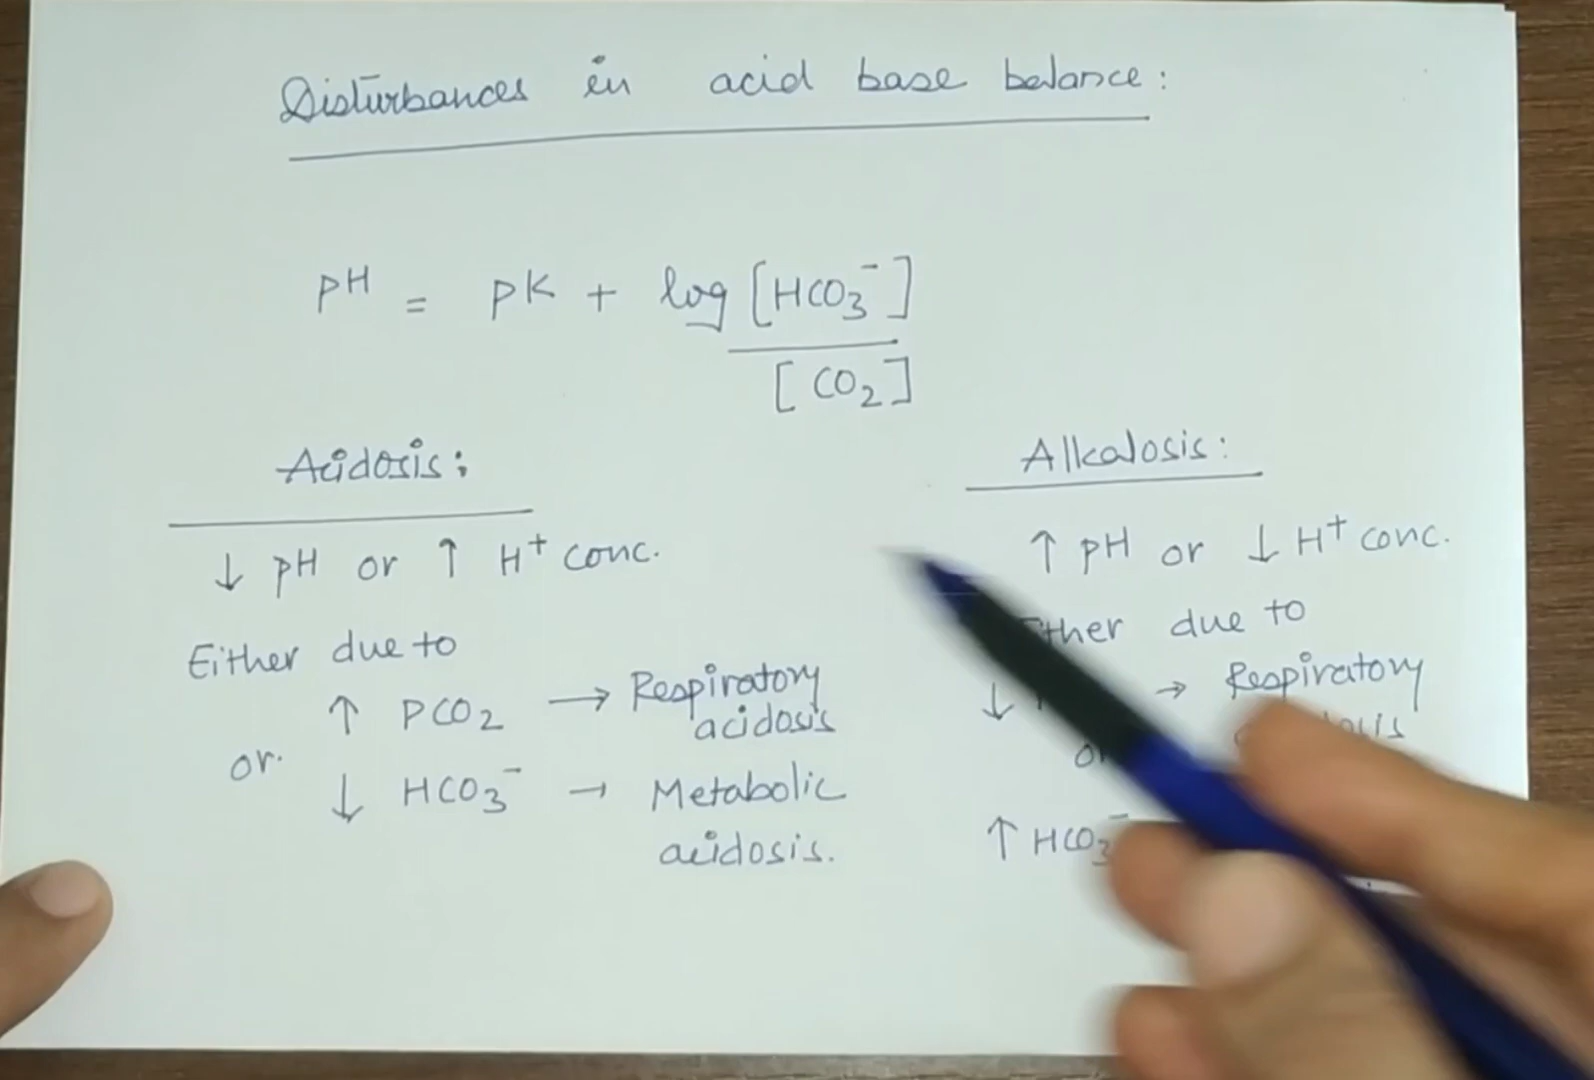 Disturbances in acid base balance:
pH = pK + log [HCO3⁻]
[CO2]
Acidosis:
↓ pH or ↑ H⁺ conc.
Either due to
↑ PCO2 → Respiratory
acidosis
or.
↓ HCO3⁻ → Metabolic
acidosis.
Alkalosis:
↑ pH or ↓ H⁺ conc.
due to
↓ → Respiratory
↑ HCO3⁻